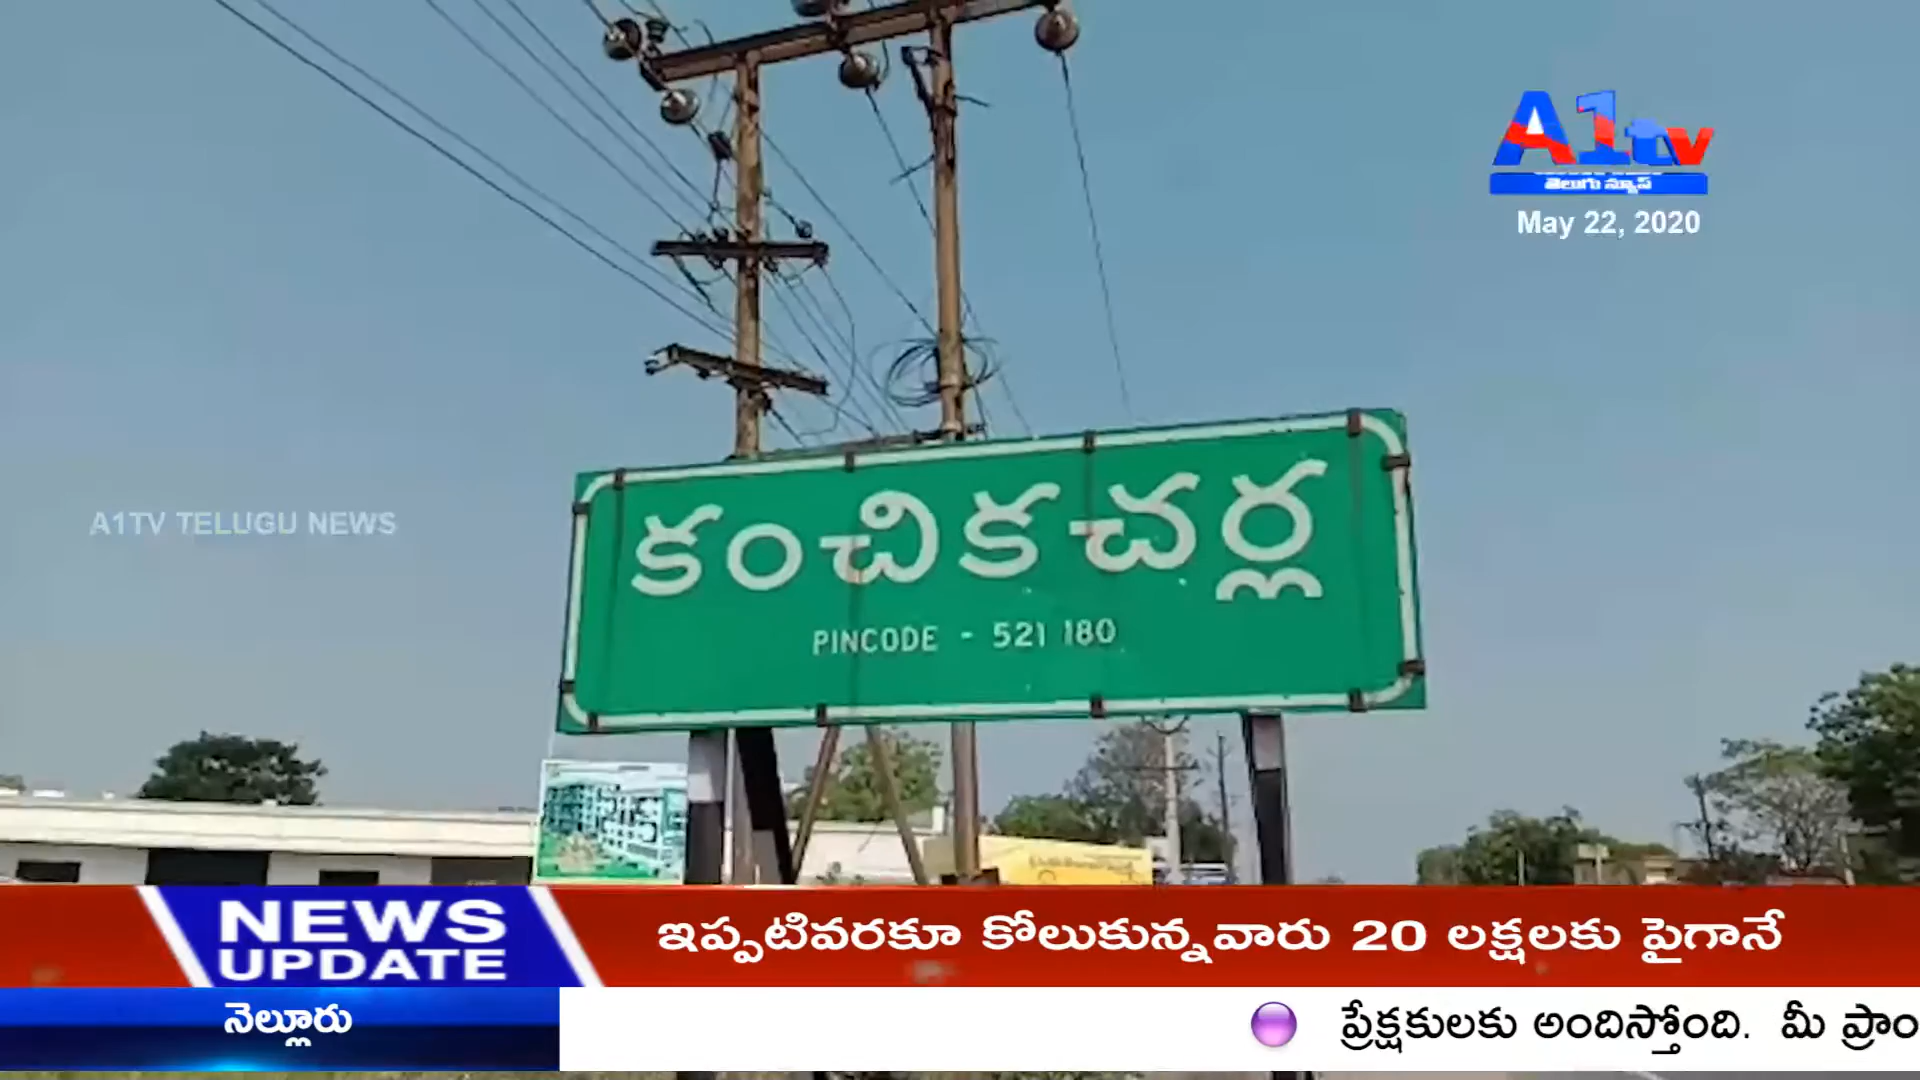 A1tv
తెలుగు న్యూస్
May 22, 2020
A1TV TELUGU NEWS
కంచికచర్ల
PINCODE - 521 180
NEWS UPDATE
ఇప్పటివరకూ కోలుకున్నవారు 20 లక్షలకు పైగానే
నెల్లూరు
ప్రేక్షకులకు అందిస్తోంది. మీ ప్రాం